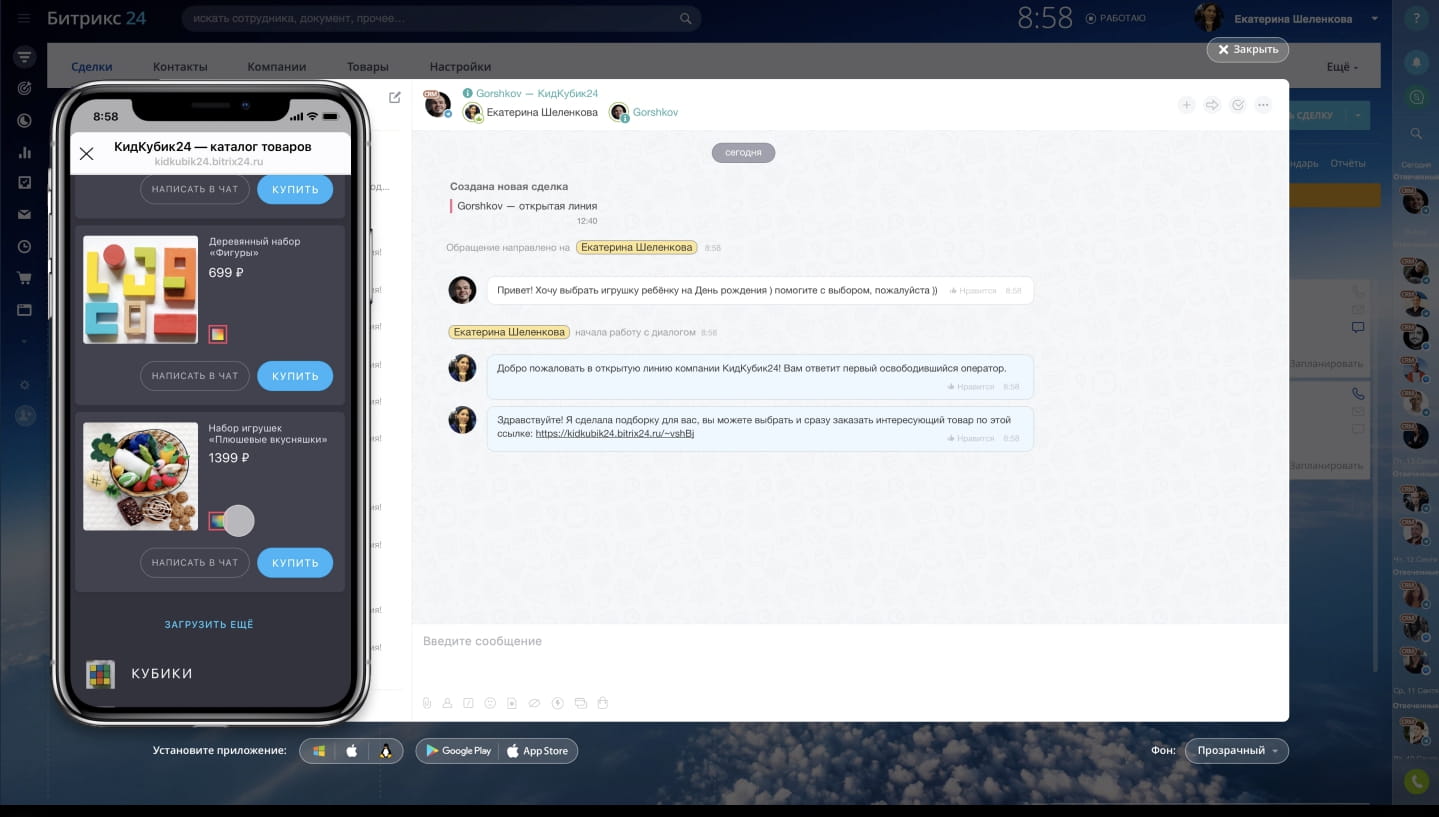 Битрикс 24
искать сотрудника, документ, прочее...
8:58
РАБОТАЮ
Екатерина Шеленкова
?
Закрыть
Сделки
Контакты
Компании
Товары
Настройки
Ещё
8:58
КидКубик24 — каталог товаров
kidkubik24.bitrix24.ru
НАПИСАТЬ В ЧАТ
КУПИТЬ
Деревянный набор
«Фигуры»
699 ₽
НАПИСАТЬ В ЧАТ
КУПИТЬ
Набор игрушек
«Плюшевые вкусняшки»
1399 ₽
НАПИСАТЬ В ЧАТ
КУПИТЬ
ЗАГРУЗИТЬ ЕЩЁ
КУБИКИ
CRM
Gorshkov — КидКубик24
Екатерина Шеленкова
Gorshkov
сегодня
Создана новая сделка
Gorshkov — открытая линия
12:40
Обращение направлено на Екатерина Шеленкова 8:58
Привет! Хочу выбрать игрушку ребёнку на День рождения ) помогите с выбором, пожалуйста ))
Нравится 8:58
Екатерина Шеленкова начала работу с диалогом 8:58
Добро пожаловать в открытую линию компании КидКубик24! Вам ответит первый освободившийся оператор.
Нравится 8:58
Здравствуйте! Я сделала подборку для вас, вы можете выбрать и сразу заказать интересующий товар по этой
ссылке: https://kidkubik24.bitrix24.ru/~vshBj
Нравится 8:58
Введите сообщение
СДЕЛКУ
Отчёты
Запланировать
Запланировать
Сегодня
Отвеченные
CRM
Установите приложение:
Google Play
App Store
Фон:
Прозрачный